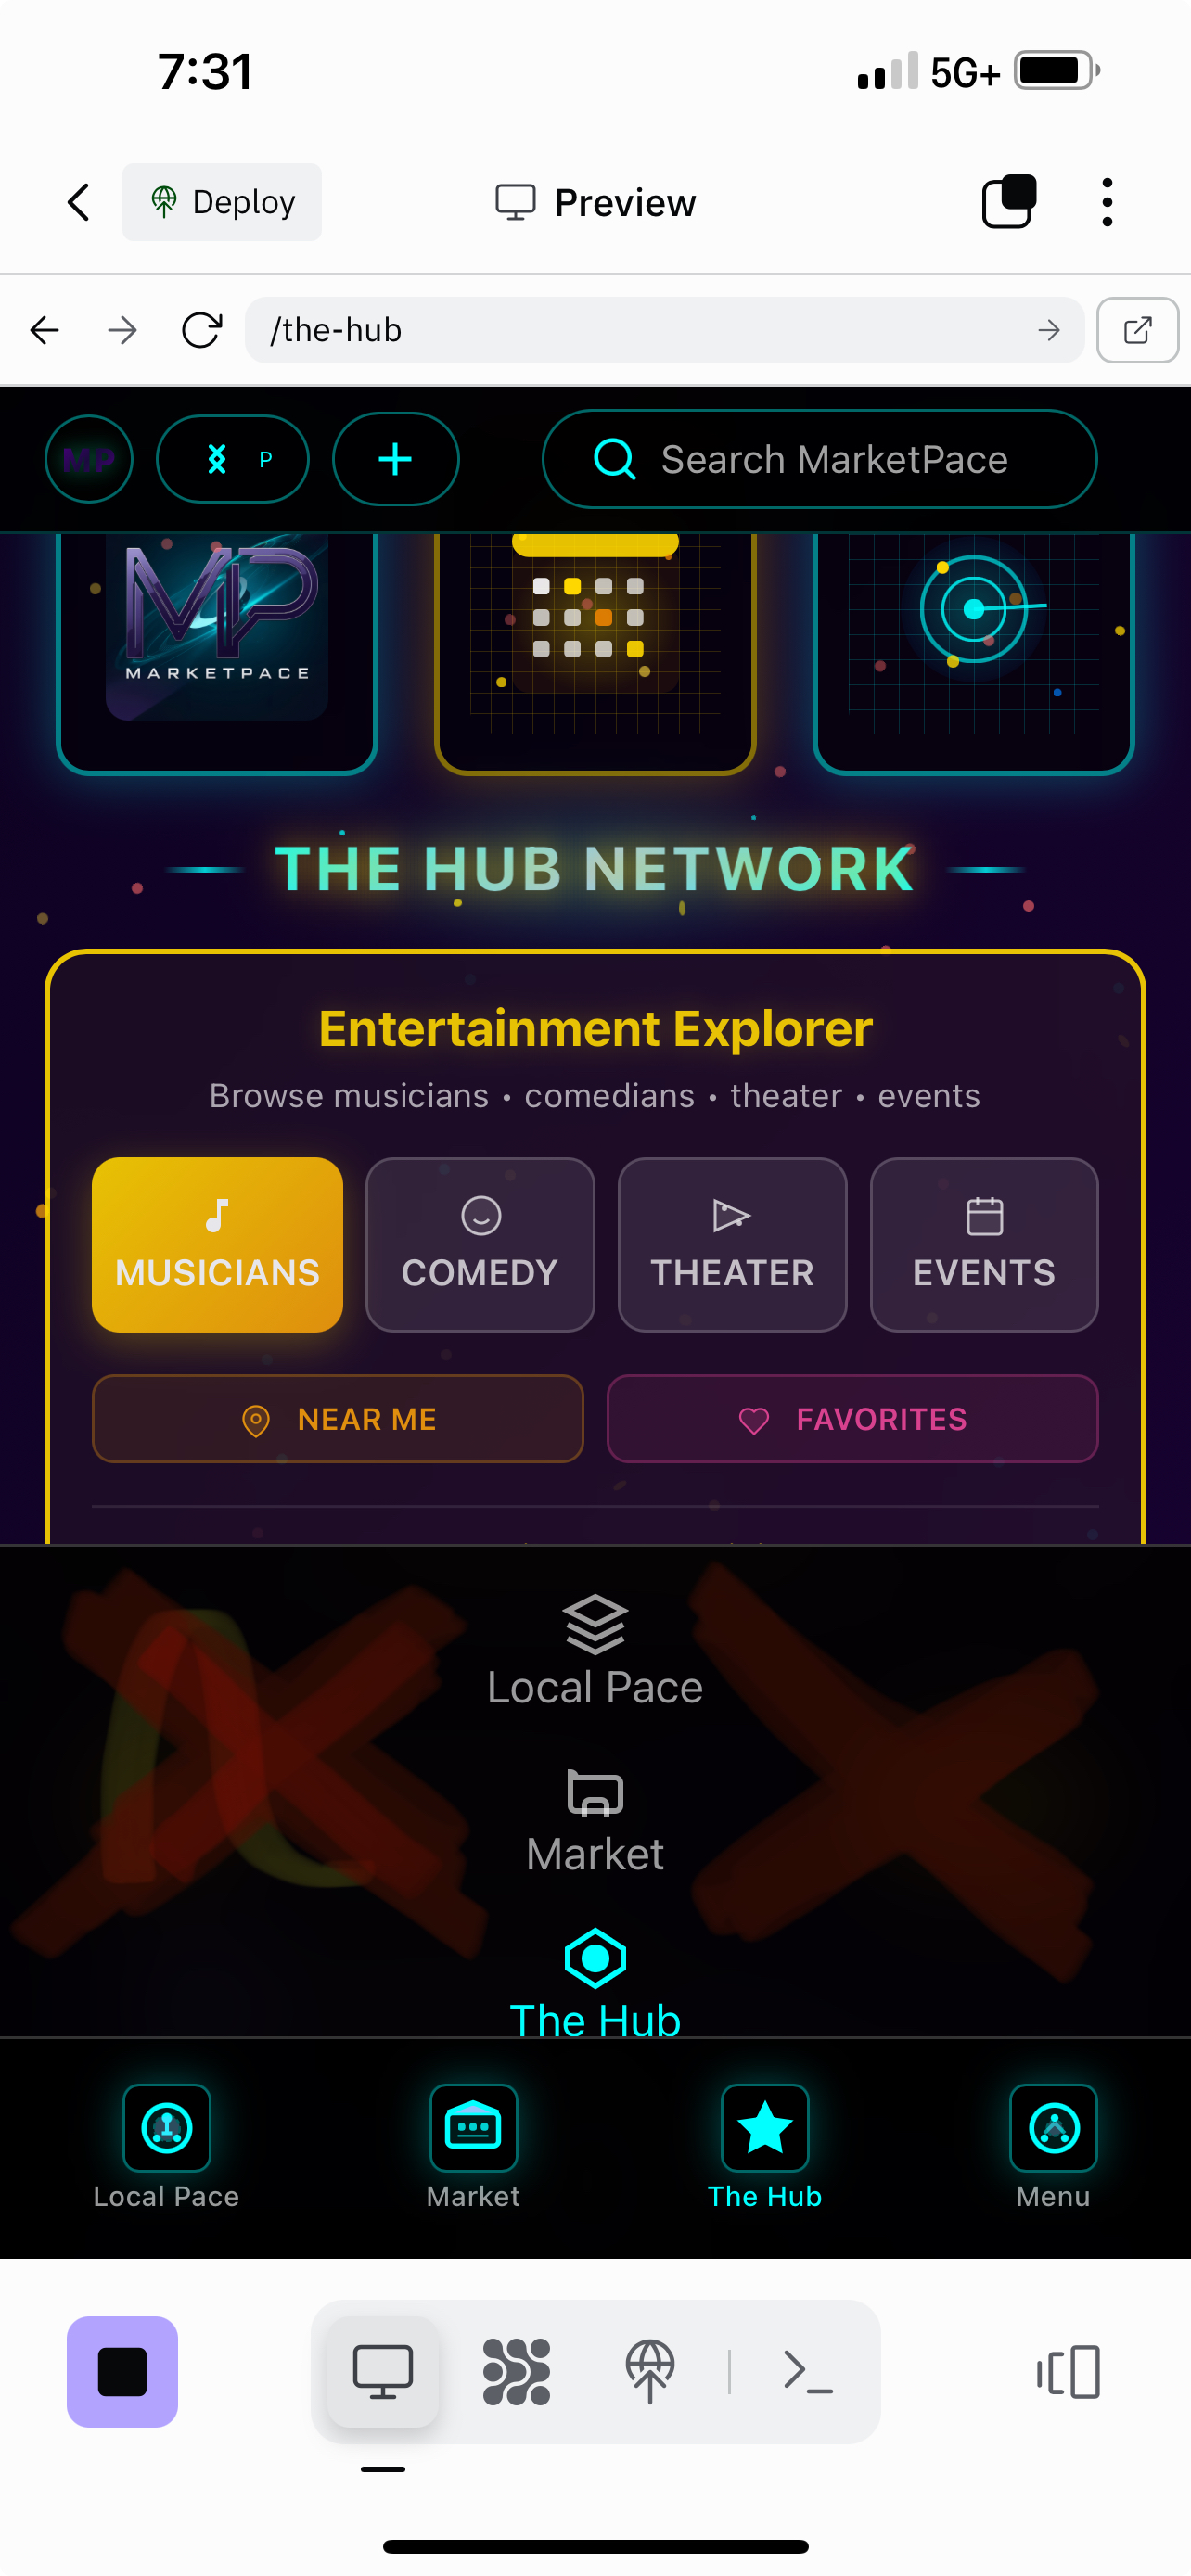 7:31
5G+
Deploy
Preview
/the-hub
MP
P
+
Search MarketPace
MP
MARKETPACE
THE HUB NETWORK
Entertainment Explorer
Browse musicians • comedians • theater • events
MUSICIANS
COMEDY
THEATER
EVENTS
NEAR ME
FAVORITES
Local Pace
Market
The Hub
Local Pace
Market
The Hub
Menu